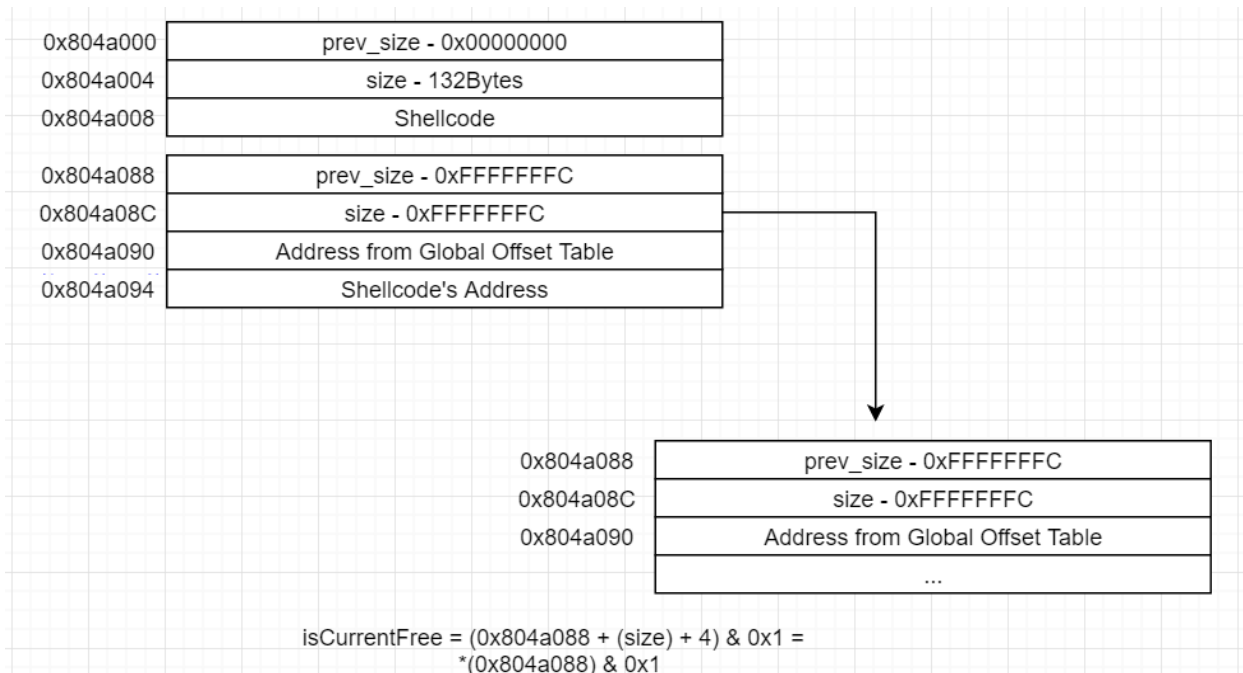 0x804a000 prev_size - 0x00000000
0x804a004 size - 132Bytes
0x804a008 Shellcode
0x804a088 prev_size - 0xFFFFFFFC
0x804a08C size - 0xFFFFFFFC
0x804a090 Address from Global Offset Table
0x804a094 Shellcode's Address
0x804a088 prev_size - 0xFFFFFFFC
0x804a08C size - 0xFFFFFFFC
0x804a090 Address from Global Offset Table
...
isCurrentFree = (0x804a088 + (size) + 4) & 0x1 =
*(0x804a088) & 0x1